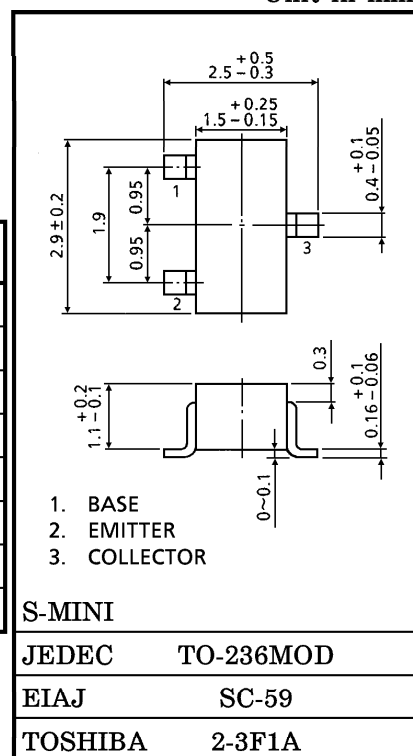 +0.5
2.5 – 0.3
+0.25
1.5 – 0.15
+0.1
0.4 – 0.05
2.9 ± 0.2
1.9
0.95
0.95
1
2
3
+0.2
1.1 – 0.1
0.3
+0.1
0.16 – 0.06
0~0.1
1. BASE
2. EMITTER
3. COLLECTOR
S-MINI
JEDEC TO-236MOD
EIAJ SC-59
TOSHIBA 2-3F1A